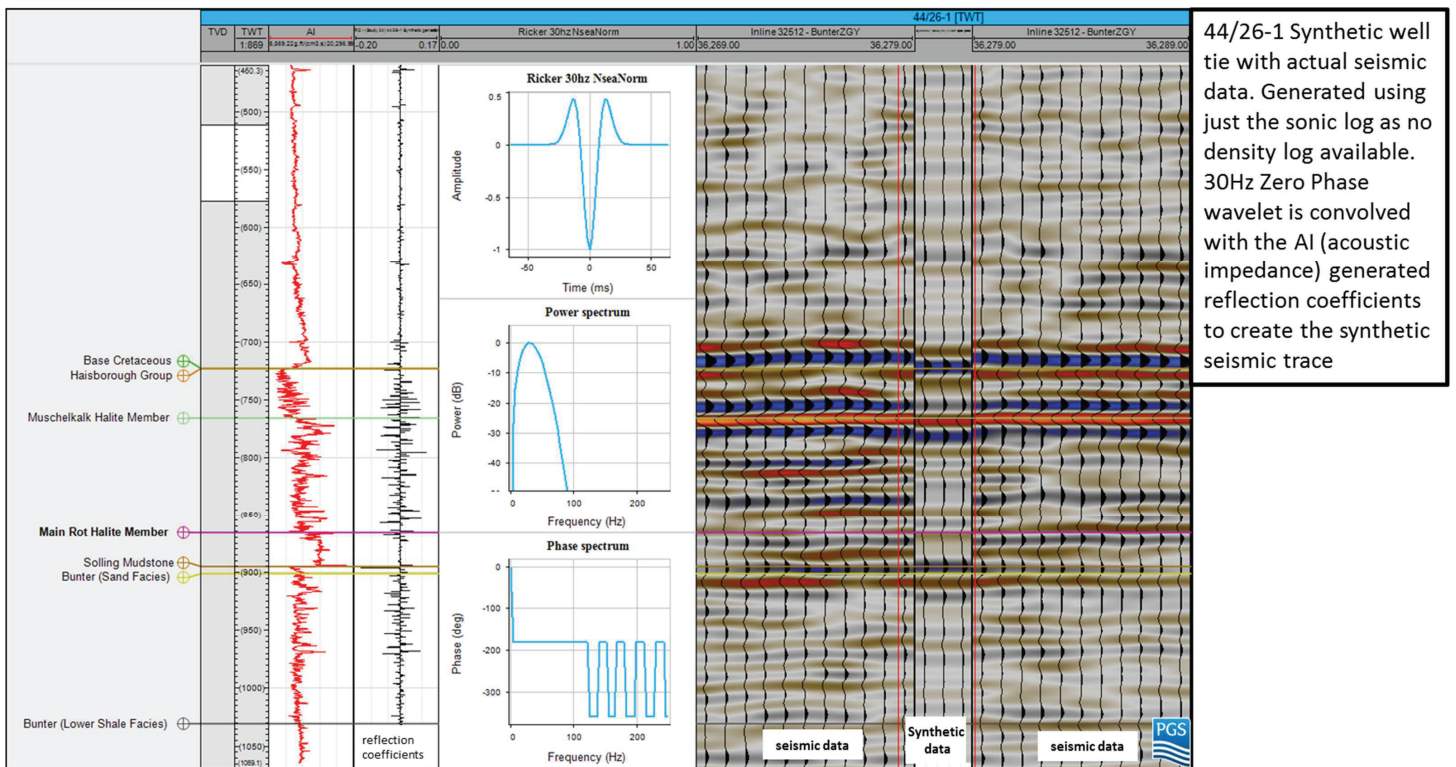 44/26-1 [TWT]
TVD
TWT
AI
Ricker 30hz NseaNorm
Inline 32512 - BunterZGY
Inline 32512 - BunterZGY
1:869
-0.20
0.17
0.00
1.00
36,269.00
36,279.00
36,279.00
36,289.00
(460.3)
(500)
(550)
(600)
(650)
(700)
(750)
(800)
(850)
(900)
(950)
(1000)
(1050)
(1069.1)
Base Cretaceous
Haisborough Group
Muschelkalk Halite Member
Main Rot Halite Member
Solling Mudstone
Bunter (Sand Facies)
Bunter (Lower Shale Facies)
reflection
coefficients
Ricker 30hz NseaNorm
Amplitude
0.5
0
-0.5
-1
-50
0
50
Time (ms)
Power spectrum
Power (dB)
0
-10
-20
-30
-40
0
100
200
Frequency (Hz)
Phase spectrum
Phase (deg)
0
-100
-200
-300
0
100
200
Frequency (Hz)
seismic data
Synthetic
data
seismic data
PGS
44/26-1 Synthetic well
tie with actual seismic
data. Generated using
just the sonic log as no
density log available.
30Hz Zero Phase
wavelet is convolved
with the AI (acoustic
impedance) generated
reflection coefficients
to create the synthetic
seismic trace